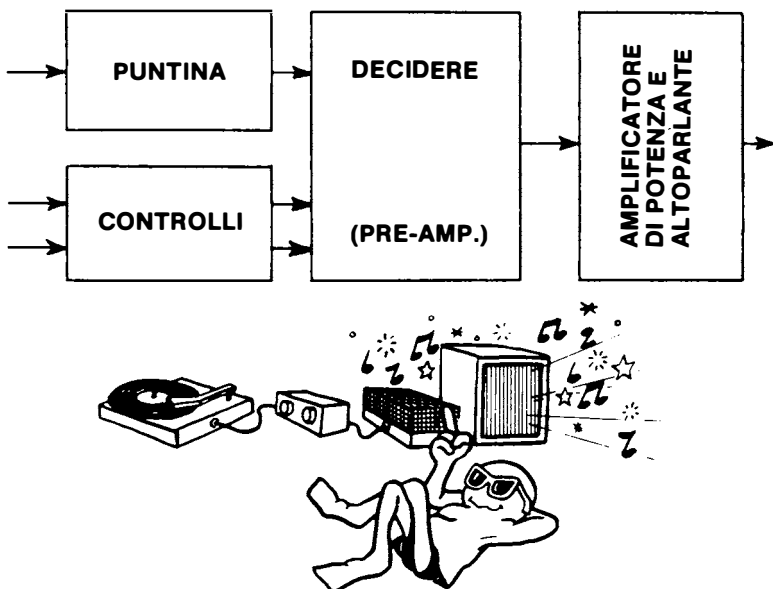 PUNTINA
CONTROLLI
DECIDERE
(PRE-AMP.)
AMPLIFICATORE
DI POTENZA E
ALTOPARLANTE